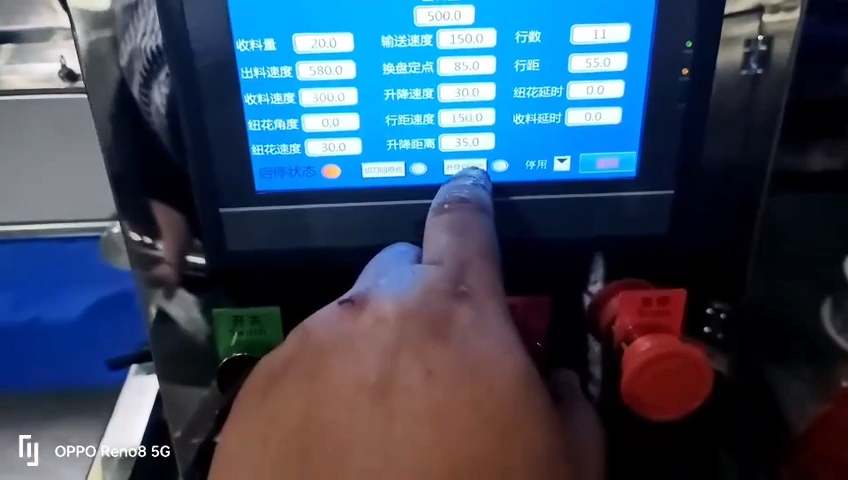 500.0
收料量 20.0 输送速度 150.0 行数 11
出料速度 580.0 换盘定点 85.0 行距 55.0
收料速度 300.0 升降速度 30.0 纽花延时 0.0
纽花角度 0.0 行距速度 150.0 收料延时 0.0
纽花速度 30.0 升降距离 35.0
启停状态 停用
开关
Switch
OPPO Reno8 5G